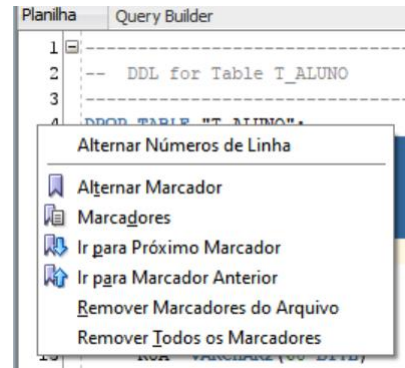 Planilha Query Builder
1 ----------------------------------------
2 -- DDL for Table T_ALUNO
3 ----------------------------------------
4 DROP TABLE "T_ALUNO";
Alternar Números de Linha
Alternar Marcador
Marcadores
Ir para Próximo Marcador
Ir para Marcador Anterior
Remover Marcadores do Arquivo
Remover Todos os Marcadores